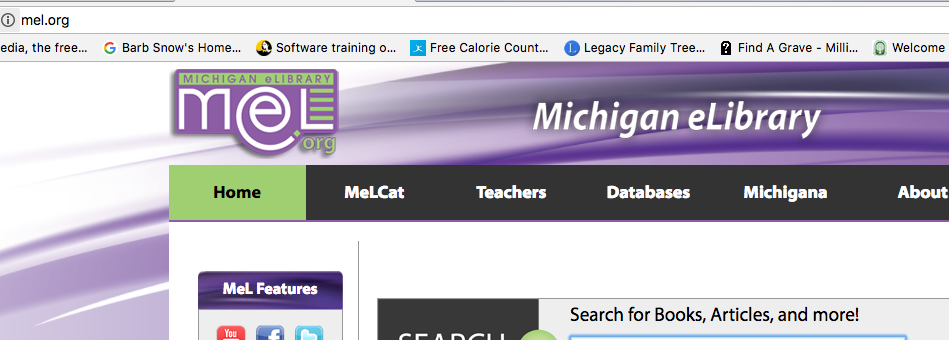 mel.org
edia, the free... Barb Snow's Home... Software training o... Free Calorie Count... Legacy Family Tree... Find A Grave - Milli... Welcome
MICHIGAN eLIBRARY
MeL
.org
Michigan eLibrary
Home MeLCat Teachers Databases Michigana About
MeL Features
Search for Books, Articles, and more!
SEARCH
You